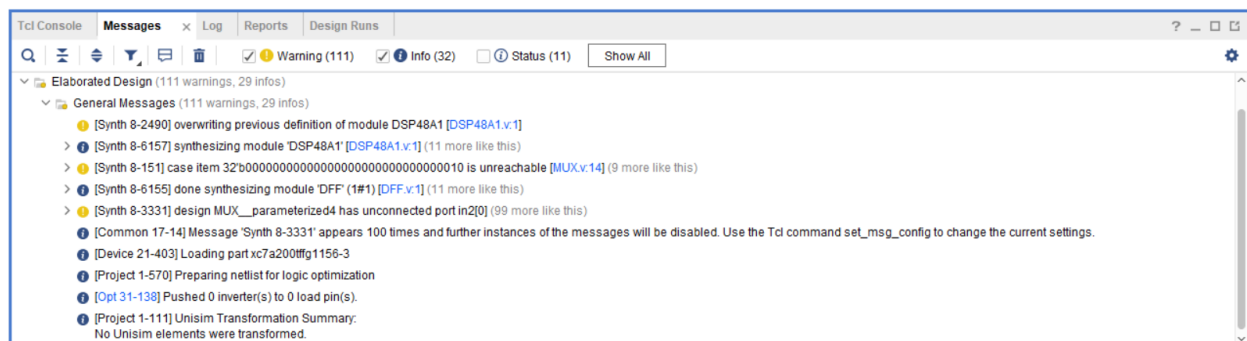 Tcl Console Messages × Log Reports Design Runs ? _
Warning (111) Info (32) Status (11) Show All
Elaborated Design (111 warnings, 29 infos)
General Messages (111 warnings, 29 infos)
[Synth 8-2490] overwriting previous definition of module DSP48A1 [DSP48A1.v:1]
[Synth 8-6157] synthesizing module 'DSP48A1' [DSP48A1.v:1] (11 more like this)
[Synth 8-151] case item 32'b00000000000000000000000000000010 is unreachable [MUX.v:14] (9 more like this)
[Synth 8-6155] done synthesizing module 'DFF' (1#1) [DFF.v:1] (11 more like this)
[Synth 8-3331] design MUX__parameterized4 has unconnected port in2[0] (99 more like this)
[Common 17-14] Message 'Synth 8-3331' appears 100 times and further instances of the messages will be disabled. Use the Tcl command set_msg_config to change the current settings.
[Device 21-403] Loading part xc7a200tffg1156-3
[Project 1-570] Preparing netlist for logic optimization
[Opt 31-138] Pushed 0 inverter(s) to 0 load pin(s).
[Project 1-111] Unisim Transformation Summary:
No Unisim elements were transformed.